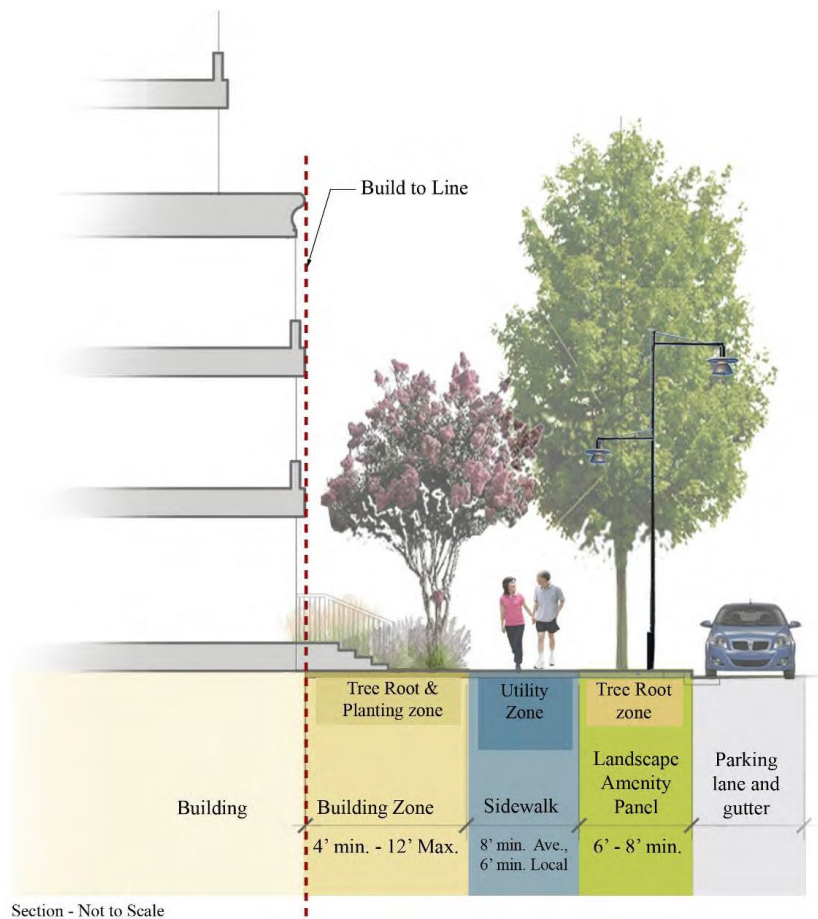 Build to Line
Tree Root &
Planting zone
Utility
Zone
Tree Root
zone
Building
Building Zone
Sidewalk
Landscape
Amenity
Panel
Parking
lane and
gutter
4’ min. - 12’ Max.
8’ min. Ave.,
6’ min. Local
6’ - 8’ min.
Section - Not to Scale